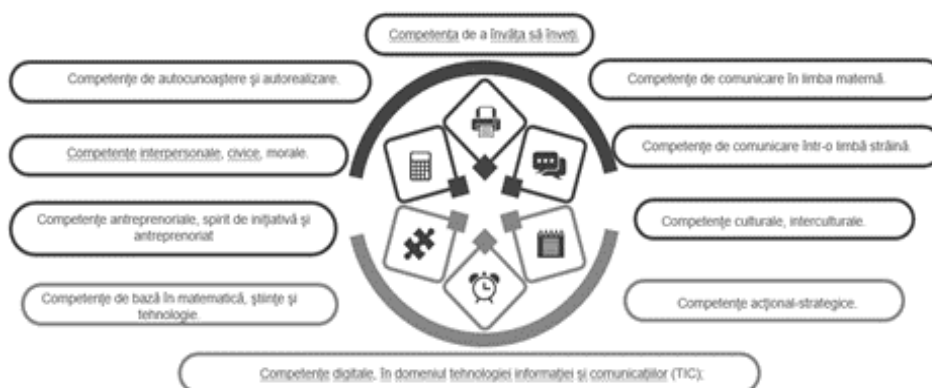 Competența de a învăța să înveți.
Competențe de autocunoaștere și autorealizare.
Competențe de comunicare în limba maternă.
Competențe interpersonale, civice, morale.
Competențe de comunicare într-o limbă străină.
Competențe antreprenoriale, spirit de inițiativă și
antreprenoriat
Competențe culturale, interculturale.
Competențe de bază în matematică, științe și
tehnologie.
Competențe acțional-strategice.
Competențe digitale, în domeniul tehnologiei informației și comunicațiilor (TIC);